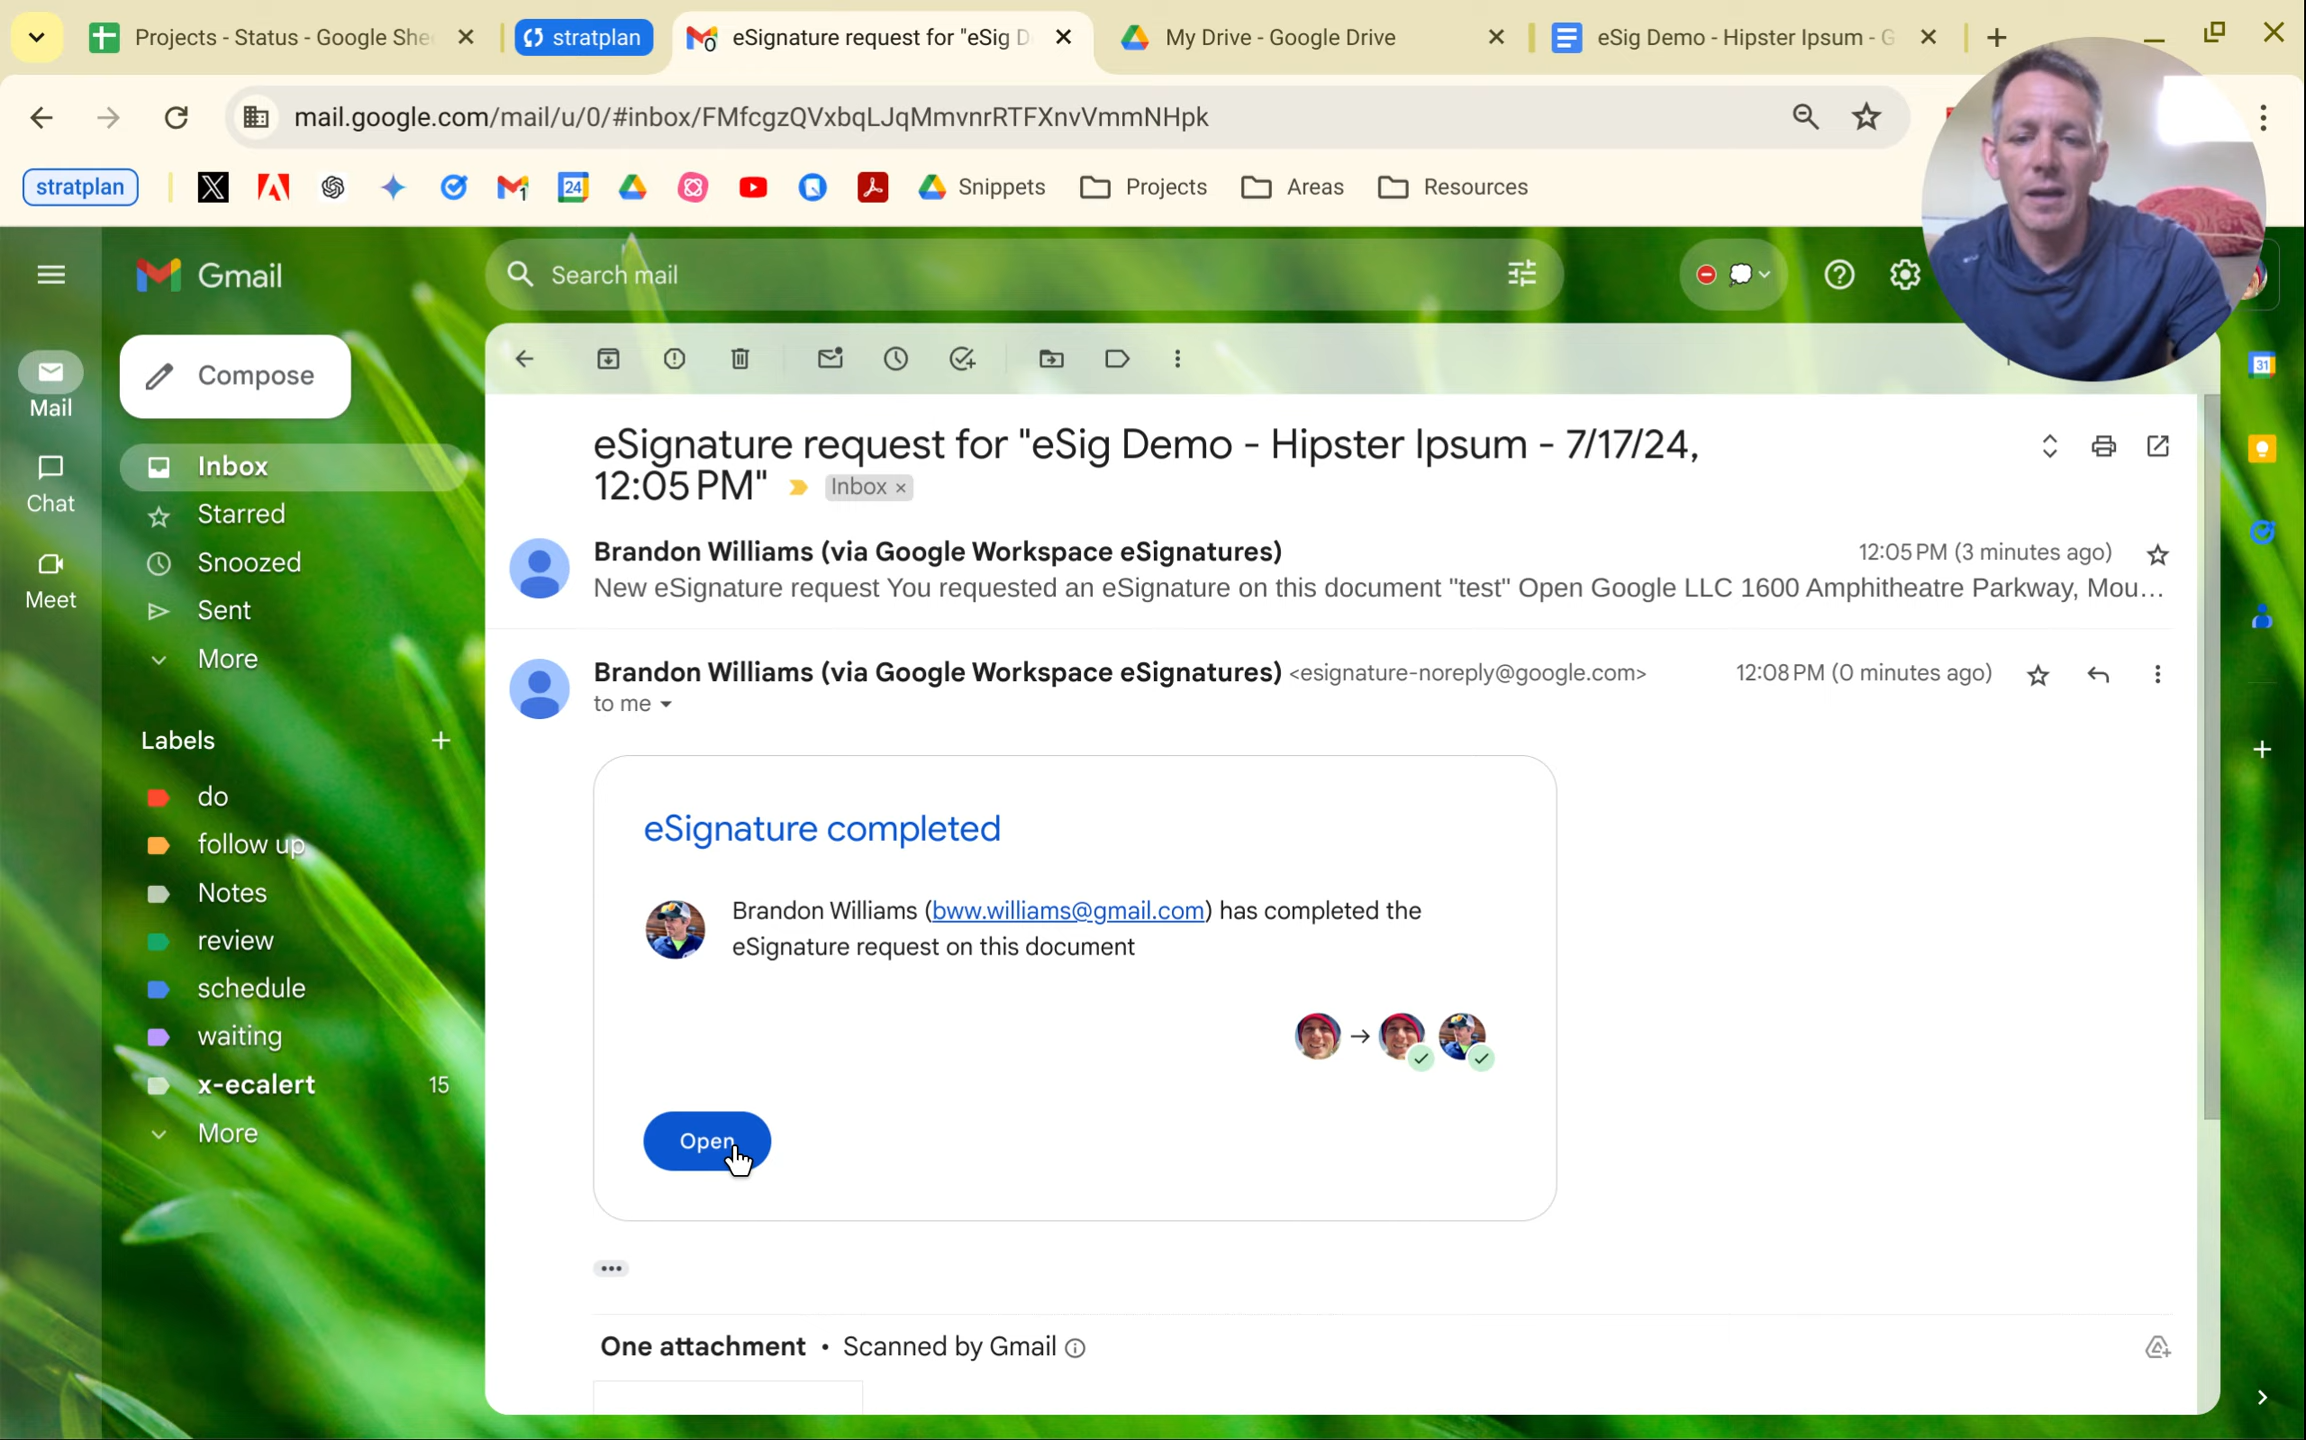 Projects - Status - Google She
stratplan
eSignature request for "eSig D
My Drive - Google Drive
eSig Demo - Hipster Ipsum - G
mail.google.com/mail/u/0/#inbox/FMfcgzQVxbqLJqMmvnrRTFXnvVmmNHpk
stratplan
24
1
Snippets
Projects
Areas
Resources
Gmail
Search mail
Mail
Chat
Meet
Compose
Inbox
Starred
Snoozed
Sent
More
Labels
do
follow up
Notes
review
schedule
waiting
x-ecalert 15
More
eSignature request for "eSig Demo - Hipster Ipsum - 7/17/24,
12:05 PM" Inbox ×
Brandon Williams (via Google Workspace eSignatures) 12:05 PM (3 minutes ago)
New eSignature request You requested an eSignature on this document "test" Open Google LLC 1600 Amphitheatre Parkway, Mou…
Brandon Williams (via Google Workspace eSignatures) <esignature-noreply@google.com> 12:08 PM (0 minutes ago)
to me
eSignature completed
Brandon Williams (bww.williams@gmail.com) has completed the
eSignature request on this document
Open
One attachment • Scanned by Gmail
31